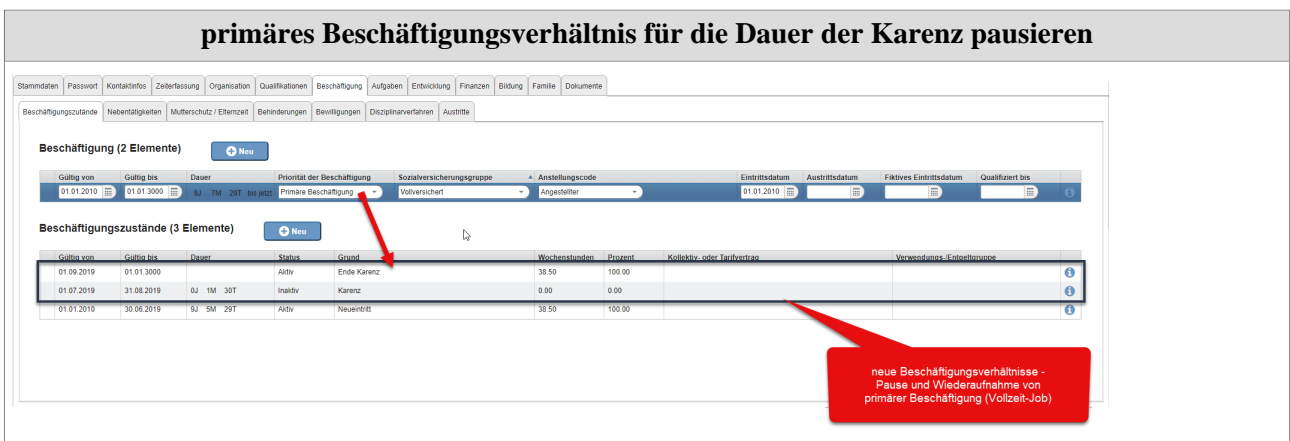 primäres Beschäftigungsverhältnis für die Dauer der Karenz pausieren
Stammdaten Passwort Kontaktinfos Zeiterfassung Organisation Qualifikationen Beschäftigung Aufgaben Entwicklung Finanzen Bildung Familie Dokumente
Beschäftigungszutände Nebentätigkeiten Mutterschutz / Elternzeit Behinderungen Bewilligungen Disziplinarverfahren Austritte
Beschäftigung (2 Elemente) Neu
Gültig von Gültig bis Dauer Priorität der Beschäftigung Sozialversicherungsgruppe Anstellungscode Eintrittsdatum Austrittsdatum Fiktives Eintrittsdatum Qualifiziert bis
01.01.2010 01.01.3000 9J 7M 29T bis jetzt Primäre Beschäftigung Vollversichert Angestellter 01.01.2010
Beschäftigungszustände (3 Elemente) Neu
Gültig von Gültig bis Dauer Status Grund Wochenstunden Prozent Kollektiv- oder Tarifvertrag Verwendungs-/Entgeltgruppe
01.09.2019 01.01.3000 Aktiv Ende Karenz 38.50 100.00
01.07.2019 31.08.2019 0J 1M 30T Inaktiv Karenz 0.00 0.00
01.01.2010 30.06.2019 9J 5M 29T Aktiv Neueintritt 38.50 100.00
neue Beschäftigungsverhältnisse -
Pause und Wiederaufnahme von
primärer Beschäftigung (Vollzeit-Job)